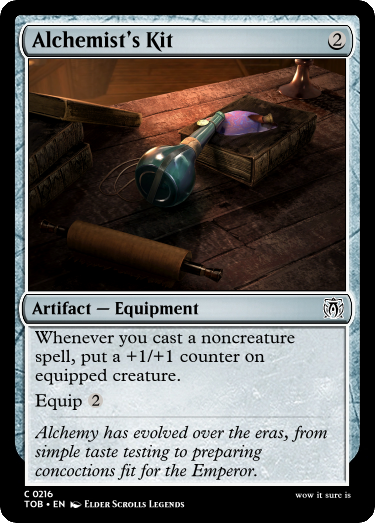 Alchemist's Kit 2
Artifact — Equipment
Whenever you cast a noncreature
spell, put a +1/+1 counter on
equipped creature.
Equip 2
Alchemy has evolved over the eras, from
simple taste testing to preparing
concoctions fit for the Emperor.
C 0216
TOB • EN Elder Scrolls Legends
wow it sure is